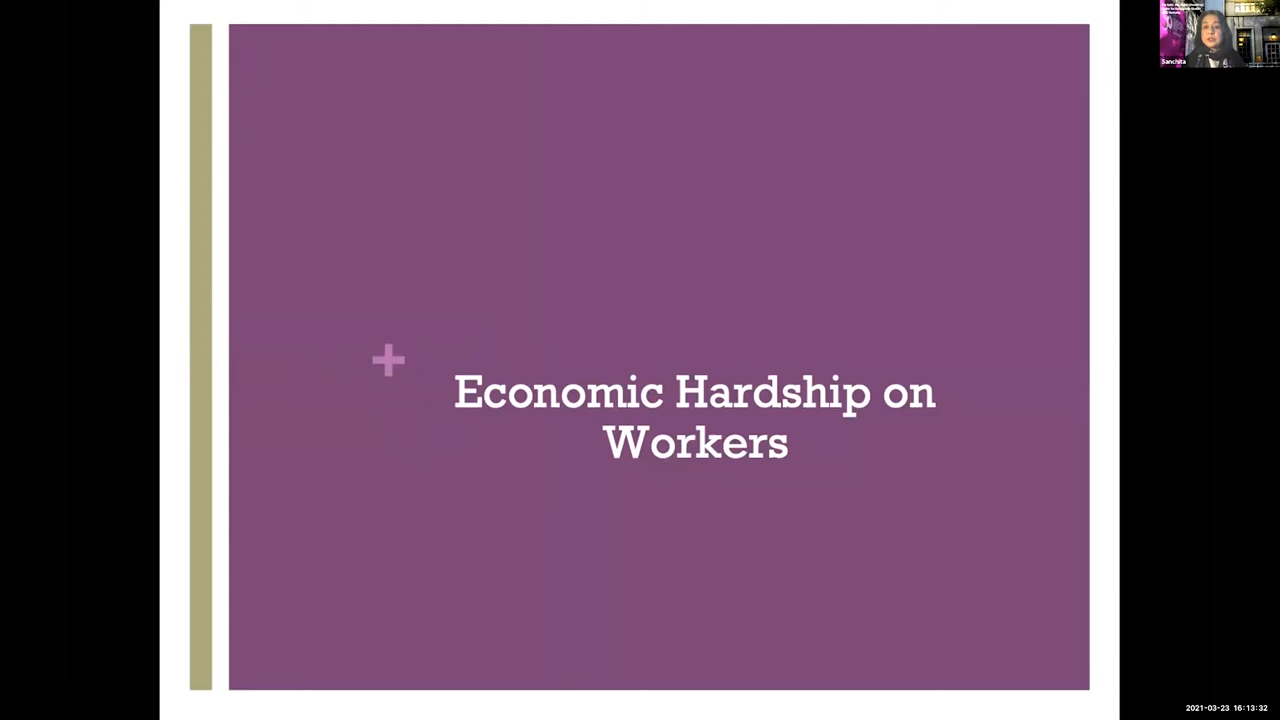 +
Economic Hardship on
Workers
Sanchita
2021-03-23 16:13:32